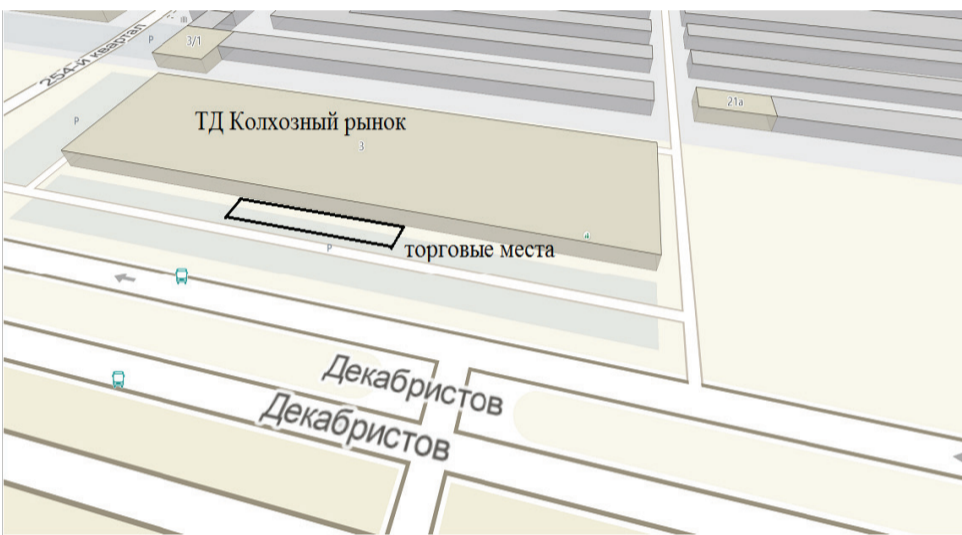 254-й квартал
P
3/1
21а
P
ТД Колхозный рынок
3
торговые места
P
Декабристов
Декабристов